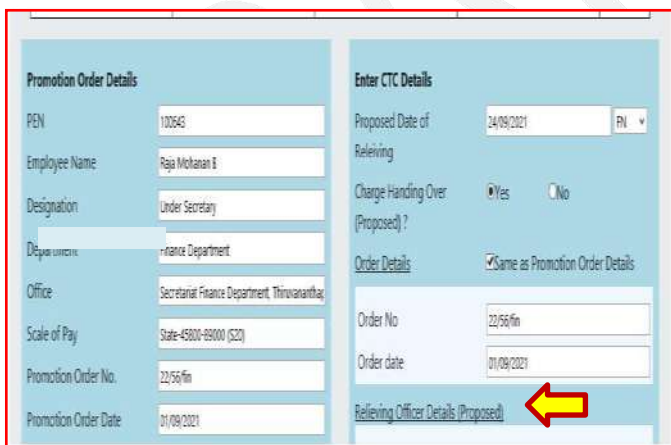 Promotion Order Details
PEN
100643
Employee Name
Raja Mohanan B
Designation
Under Secretary
Department
Finance Department
Office
Secretariat Finance Department, Thiruvananthap
Scale of Pay
State-45800-89000 (S22)
Promotion Order No.
22/56/fin
Promotion Order Date
01/09/2021
Enter CTC Details
Proposed Date of
24/09/2021
FN
Releiving
Charge Handing Over
Yes
No
(Proposed) ?
Order Details
Same as Promotion Order Details
Order No
22/56/fin
Order date
01/09/2021
Relieving Officer Details (Proposed)